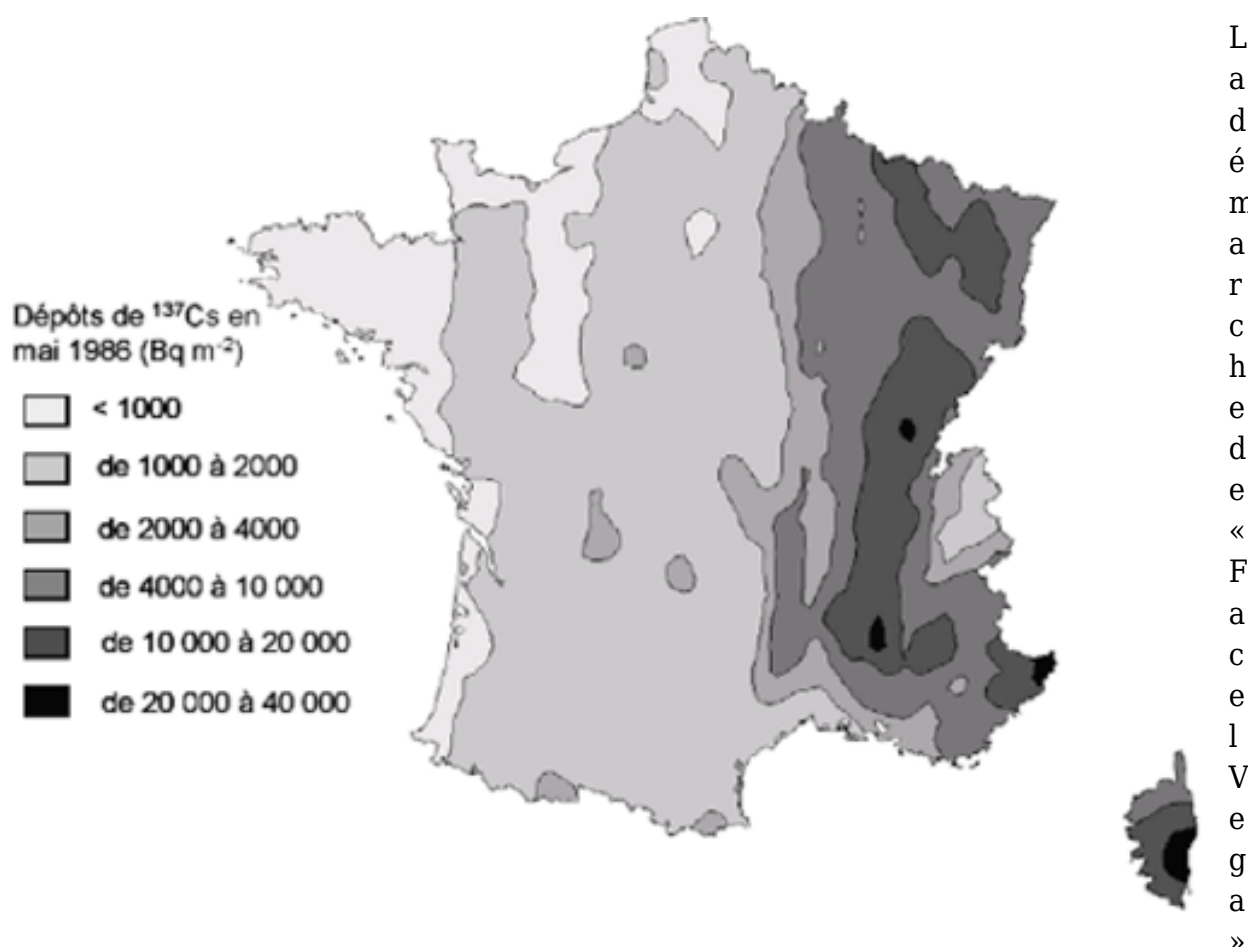 Dépôts de ¹³⁷Cs en
mai 1986 (Bq m⁻²)
< 1000
de 1000 à 2000
de 2000 à 4000
de 4000 à 10 000
de 10 000 à 20 000
de 20 000 à 40 000
L
a
d
é
m
a
r
c
h
e
d
e
«
F
a
c
e
l
V
e
g
a
»